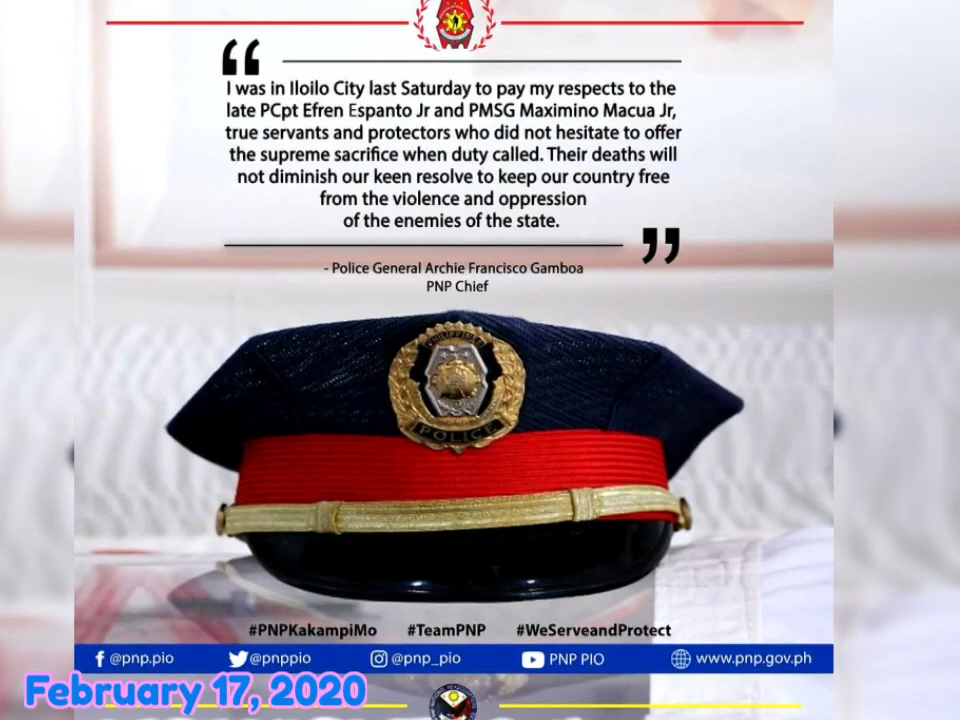 “
I was in Iloilo City last Saturday to pay my respects to the
late PCpt Efren Espanto Jr and PMSG Maximino Macua Jr,
true servants and protectors who did not hesitate to offer
the supreme sacrifice when duty called. Their deaths will
not diminish our keen resolve to keep our country free
from the violence and oppression
of the enemies of the state.
”
- Police General Archie Francisco Gamboa
PNP Chief
PHILIPPINES
POLICE
#PNPKakampiMo #TeamPNP #WeServeandProtect
@pnp.pio @pnppio @pnp_pio PNP PIO www.pnp.gov.ph
February 17, 2020